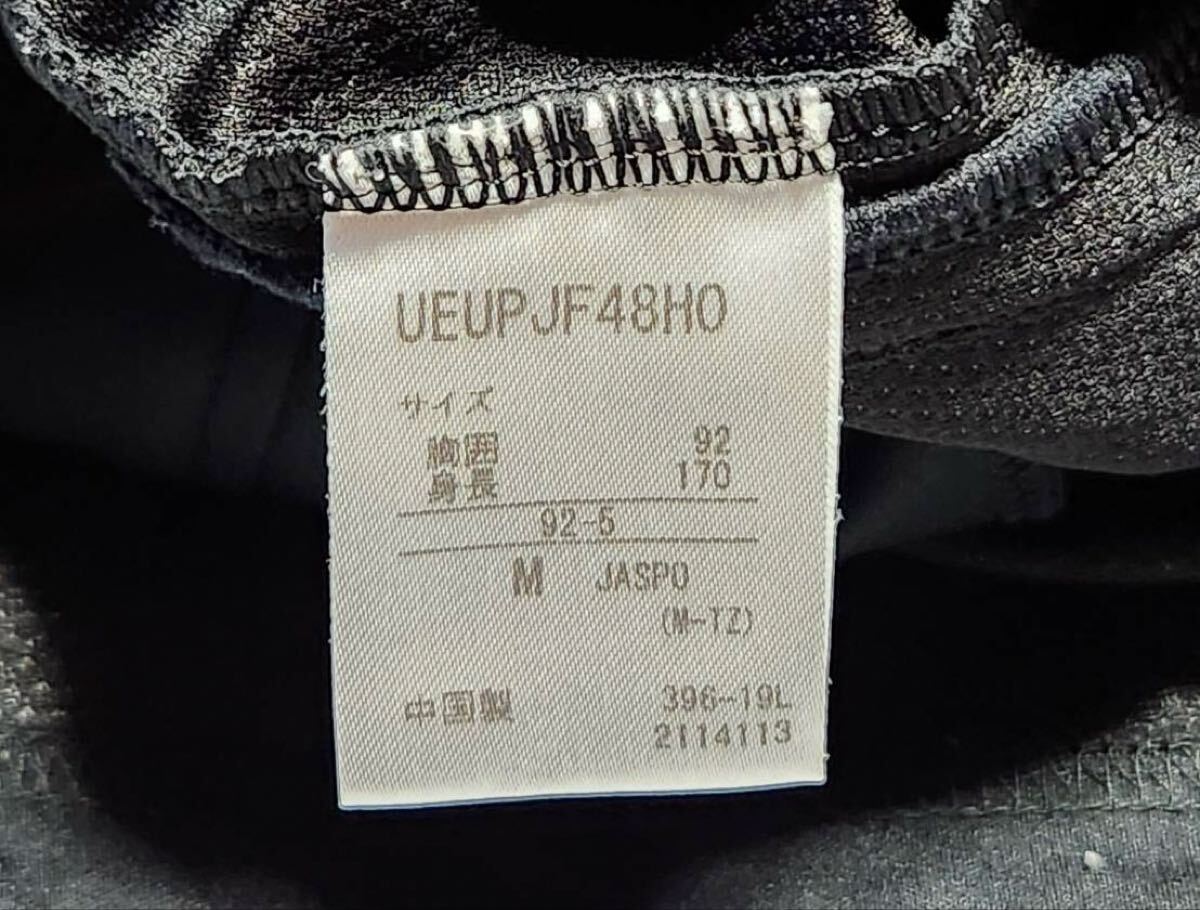 UEUPJF48HO
サイズ
胸囲 92
身長 170
92-5
M JASPO
(M-TZ)
中国製 396-19L
2114113